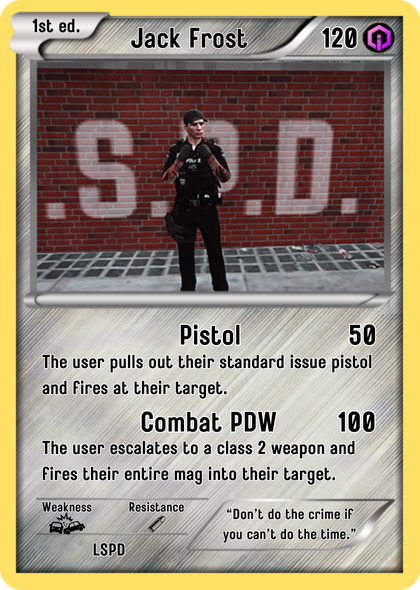 1st ed.
Jack Frost
120
.S.P.D.
POLICE
Pistol 50
The user pulls out their standard issue pistol
and fires at their target.
Combat PDW 100
The user escalates to a class 2 weapon and
fires their entire mag into their target.
Weakness
Resistance
LSPD
“Don’t do the crime if
you can’t do the time.”